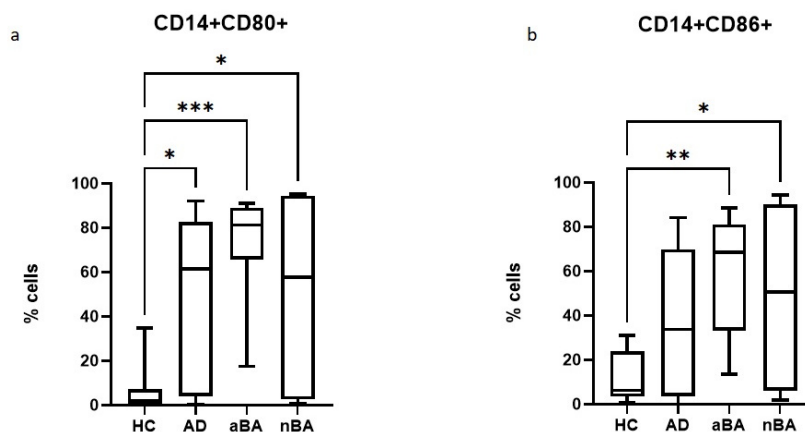 a
CD14+CD80+
*
***
*
100
80
60
40
20
0
% cells
HC AD aBA nBA
b
CD14+CD86+
*
**
100
80
60
40
20
0
% cells
HC AD aBA nBA